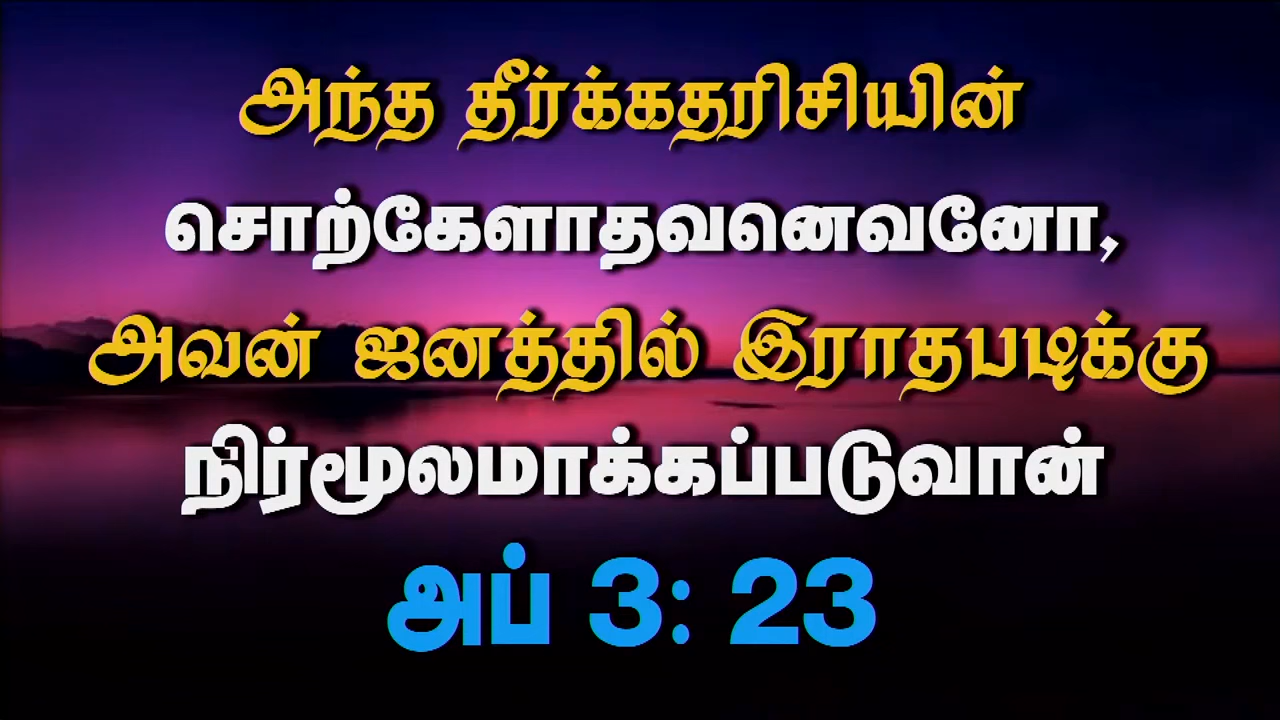 அந்த தீர்க்கதரிசியின்
சொற்கேளாதவனெவனோ,
அவன் ஜனத்தில் இராதபடிக்கு
நிர்மூலமாக்கப்படுவான்
அப் 3: 23